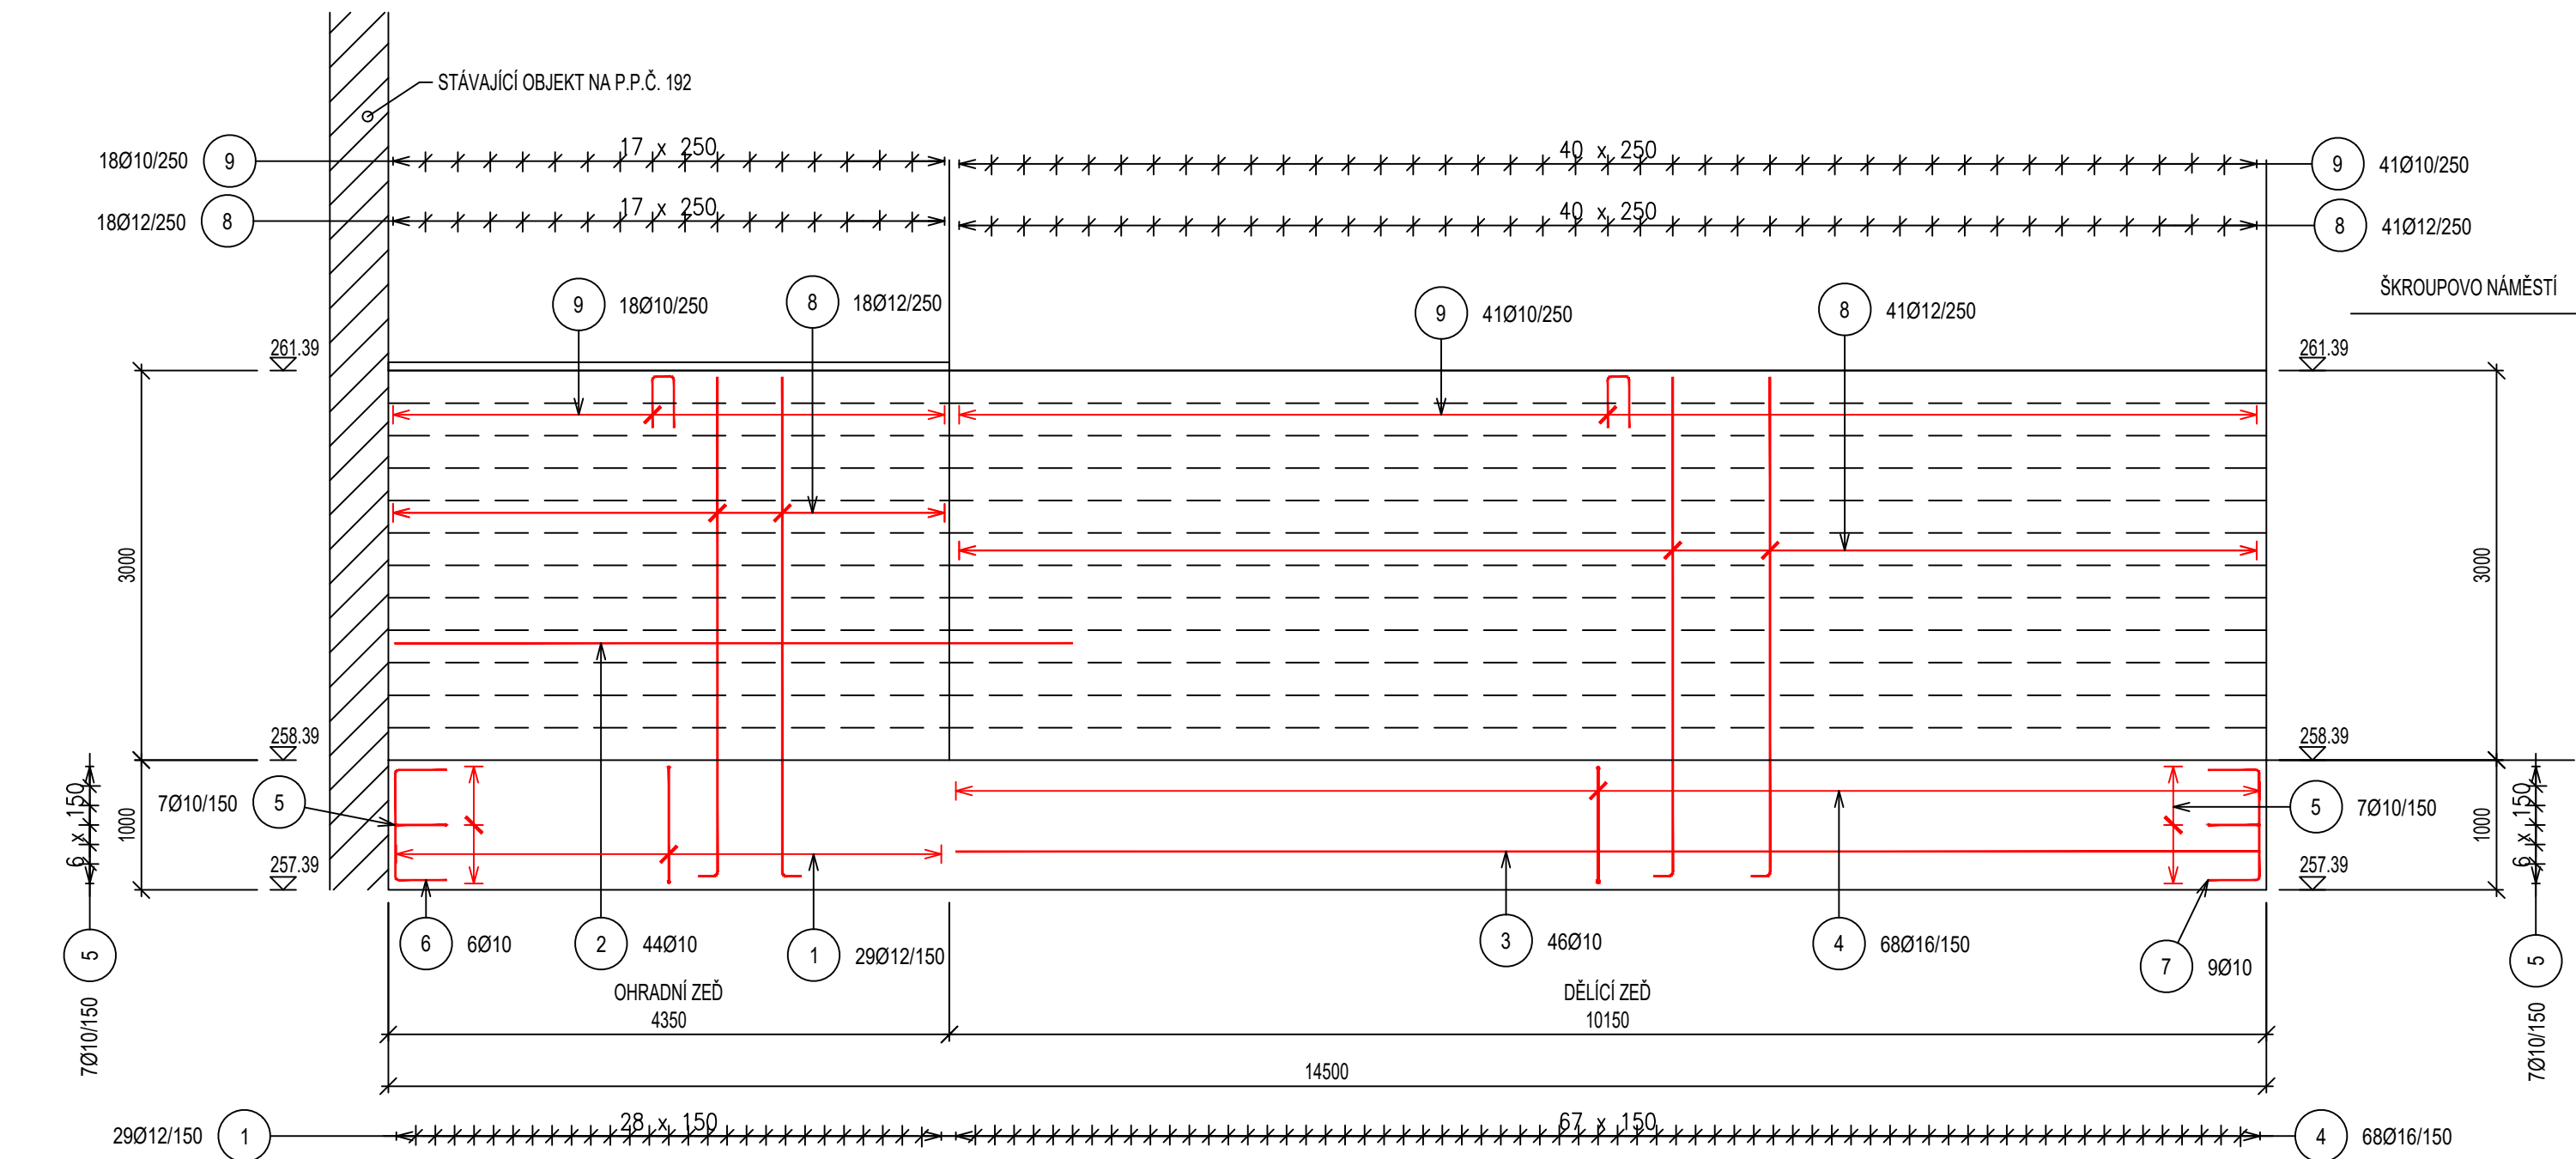 STÁVAJÍCÍ OBJEKT NA P.P.Č. 192
18Ø10/250 9 17 x 250 40 x 250 9 41Ø10/250
18Ø12/250 8 17 x 250 40 x 250 8 41Ø12/250
ŠKROUPOVO NÁMĚSTÍ
9 18Ø10/250 8 18Ø12/250 9 41Ø10/250 8 41Ø12/250
261.39 261.39
3000 3000
258.39 258.39
7Ø10/150 5 5 7Ø10/150
6 x 150 1000 1000 6 x 150
257.39 257.39
6 6Ø10 2 44Ø10 1 29Ø12/150 3 46Ø10 4 68Ø16/150 7 9Ø10
5 7Ø10/150 5 7Ø10/150
OHRADNÍ ZEĎ DĚLÍCÍ ZEĎ
4350 10150
14500
29Ø12/150 1 28 x 150 67 x 150 4 68Ø16/150